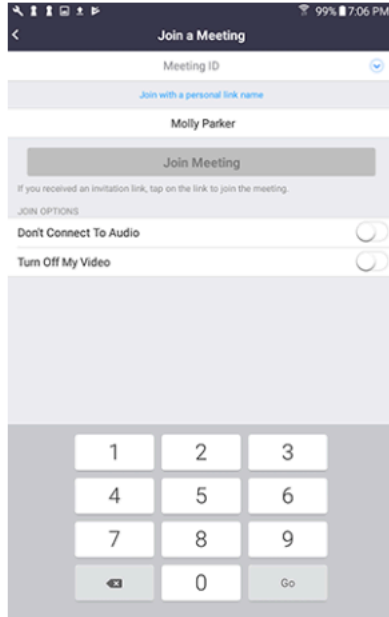 99% 7:06 PM
Join a Meeting
Meeting ID
Join with a personal link name
Molly Parker
Join Meeting
If you received an invitation link, tap on the link to join the meeting.
JOIN OPTIONS
Don't Connect To Audio
Turn Off My Video
1 2 3
4 5 6
7 8 9
0 Go